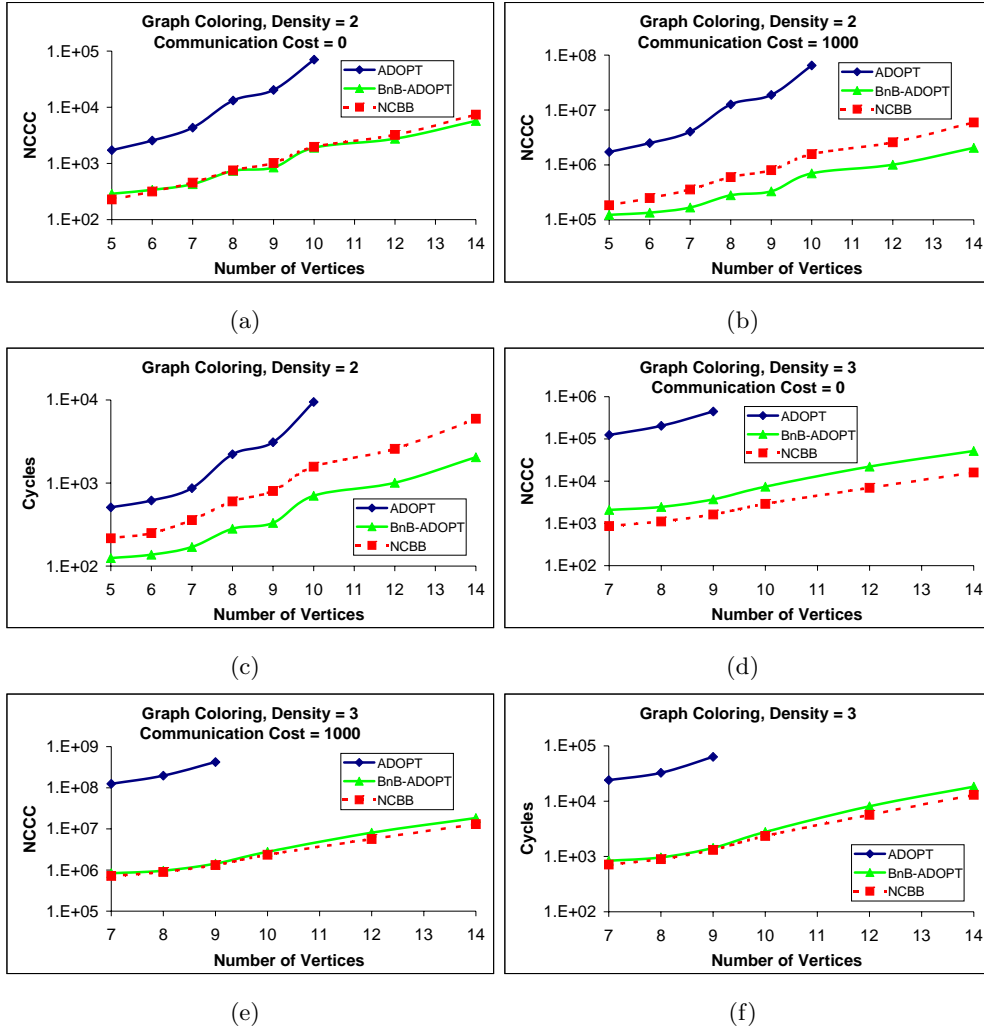 Graph Coloring, Density = 2
Communication Cost = 0
1.E+05
1.E+04
1.E+03
1.E+02
NCCC
ADOPT
BnB-ADOPT
NCBB
5 6 7 8 9 10 11 12 13 14
Number of Vertices
(a)
Graph Coloring, Density = 2
Communication Cost = 1000
1.E+08
1.E+07
1.E+06
1.E+05
NCCC
ADOPT
BnB-ADOPT
NCBB
5 6 7 8 9 10 11 12 13 14
Number of Vertices
(b)
Graph Coloring, Density = 2
1.E+04
1.E+03
1.E+02
Cycles
ADOPT
BnB-ADOPT
NCBB
5 6 7 8 9 10 11 12 13 14
Number of Vertices
(c)
Graph Coloring, Density = 3
Communication Cost = 0
1.E+06
1.E+05
1.E+04
1.E+03
1.E+02
NCCC
ADOPT
BnB-ADOPT
NCBB
7 8 9 10 11 12 13 14
Number of Vertices
(d)
Graph Coloring, Density = 3
Communication Cost = 1000
1.E+09
1.E+08
1.E+07
1.E+06
1.E+05
NCCC
ADOPT
BnB-ADOPT
NCBB
7 8 9 10 11 12 13 14
Number of Vertices
(e)
Graph Coloring, Density = 3
1.E+05
1.E+04
1.E+03
1.E+02
Cycles
ADOPT
BnB-ADOPT
NCBB
7 8 9 10 11 12 13 14
Number of Vertices
(f)